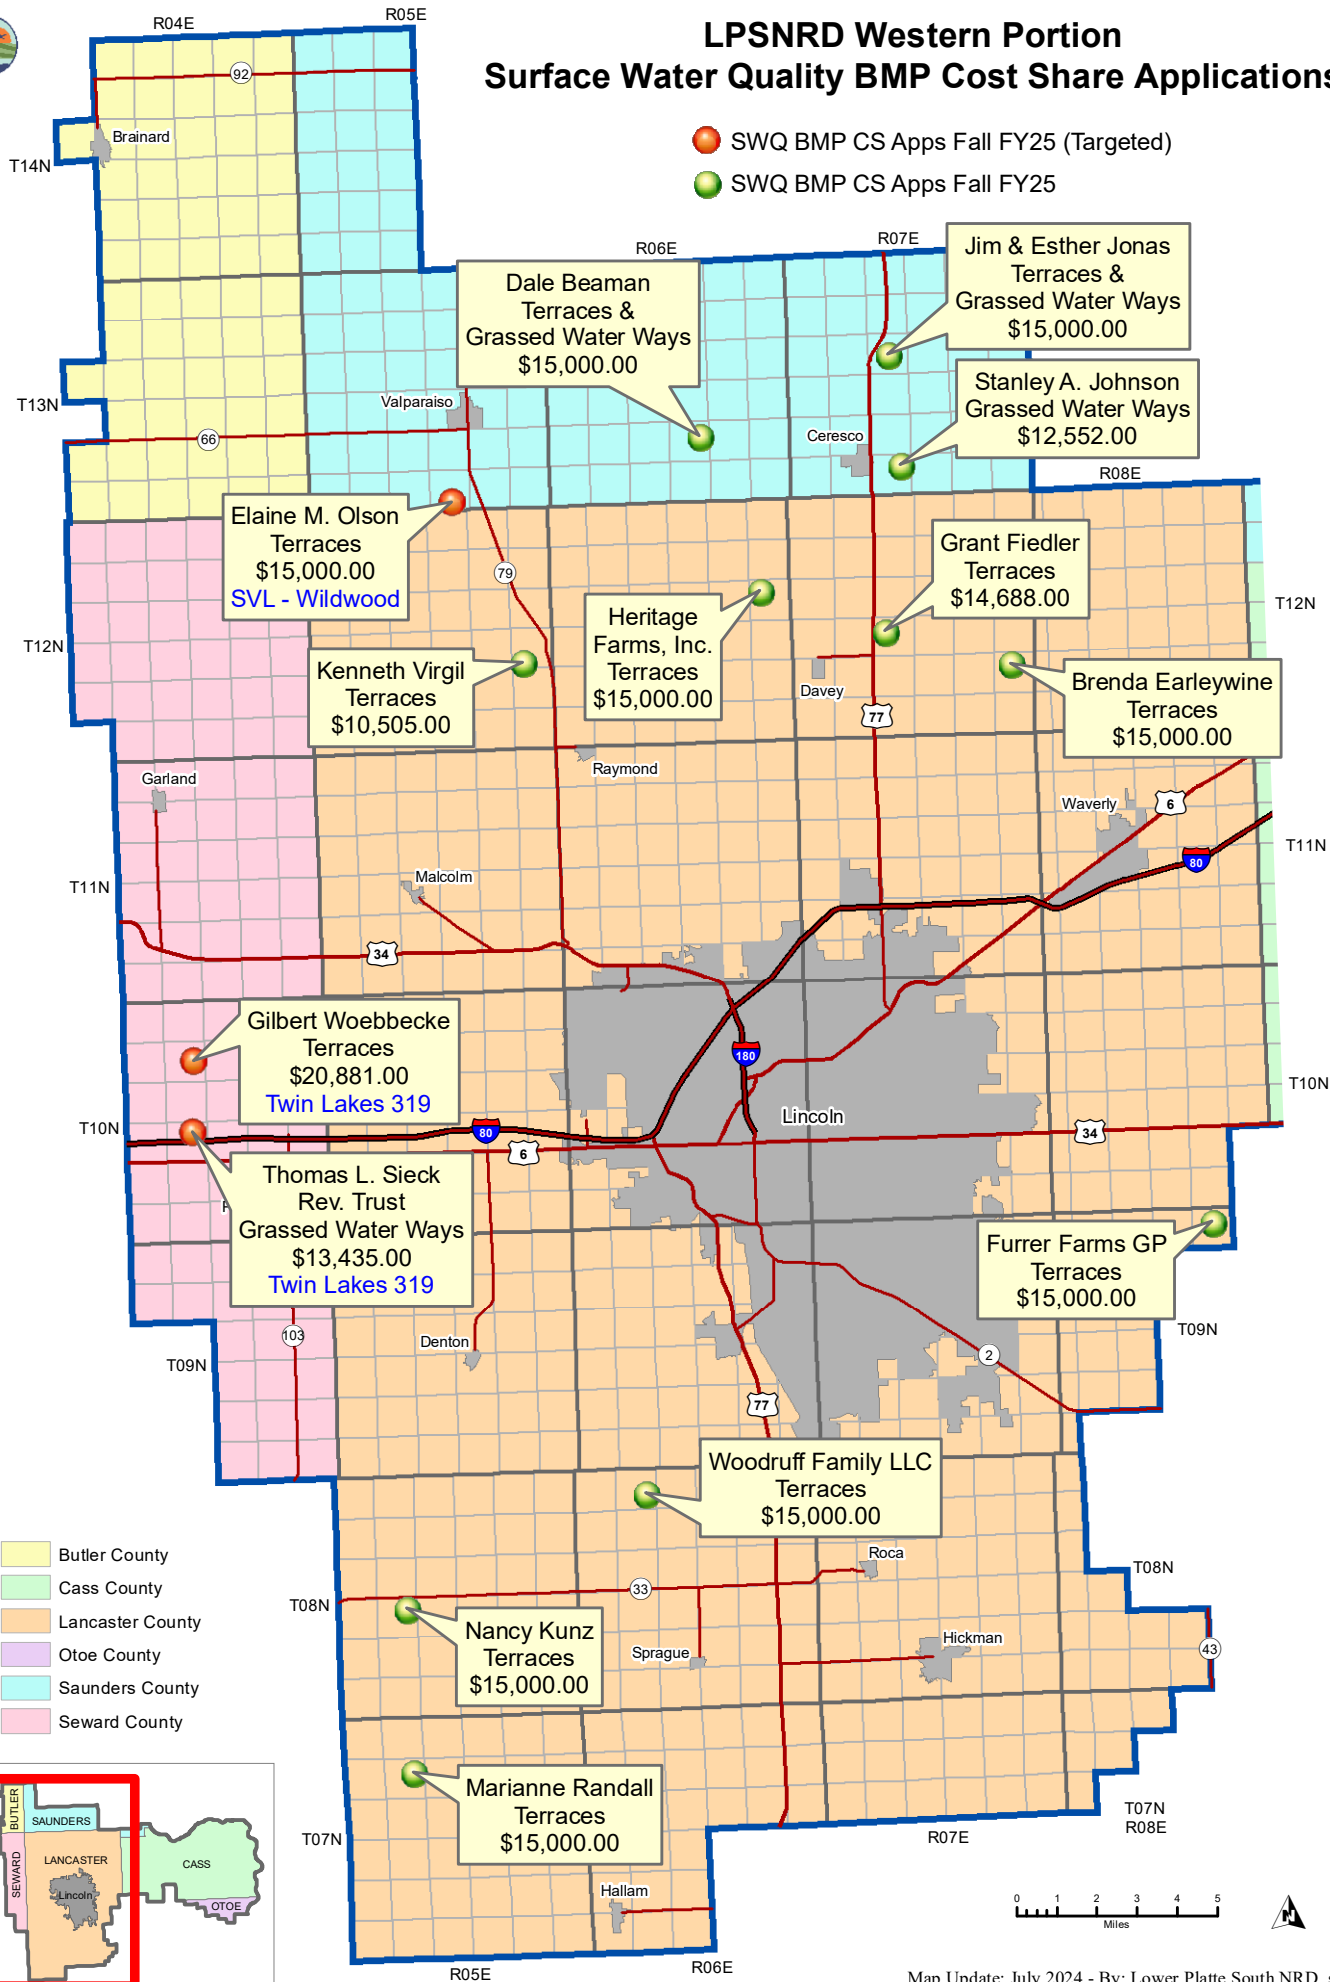 LPSNRD Western Portion
Surface Water Quality BMP Cost Share Applications
SWQ BMP CS Apps Fall FY25 (Targeted)
SWQ BMP CS Apps Fall FY25
R04E
R05E
92
Brainard
T14N
R06E
R07E
Jim & Esther Jonas
Terraces &
Grassed Water Ways
$15,000.00
Dale Beaman
Terraces &
Grassed Water Ways
$15,000.00
Stanley A. Johnson
Grassed Water Ways
$12,552.00
T13N
Valparaiso
66
Ceresco
R08E
Elaine M. Olson
Terraces
$15,000.00
SVL - Wildwood
79
Grant Fiedler
Terraces
$14,688.00
Heritage
Farms, Inc.
Terraces
$15,000.00
T12N
T12N
Kenneth Virgil
Terraces
$10,505.00
Davey
Brenda Earleywine
Terraces
$15,000.00
77
Raymond
Garland
Waverly
6
80
T11N
Malcolm
T11N
34
Gilbert Woebbecke
Terraces
$20,881.00
Twin Lakes 319
180
T10N
Lincoln
T10N
80
6
34
Thomas L. Sieck
Rev. Trust
Grassed Water Ways
$13,435.00
Twin Lakes 319
Furrer Farms GP
Terraces
$15,000.00
103
Denton
T09N
T09N
2
77
Woodruff Family LLC
Terraces
$15,000.00
Roca
T08N
33
T08N
Nancy Kunz
Terraces
$15,000.00
Sprague
Hickman
43
Butler County
Cass County
Lancaster County
Otoe County
Saunders County
Seward County
Marianne Randall
Terraces
$15,000.00
T07N
R07E
T07N
R08E
Hallam
R05E
R06E
BUTLER
SAUNDERS
SEWARD
LANCASTER
Lincoln
CASS
OTOE
0 1 2 3 4 5
Miles
N
Map Update: July 2024 - By: Lower Platte South NRD